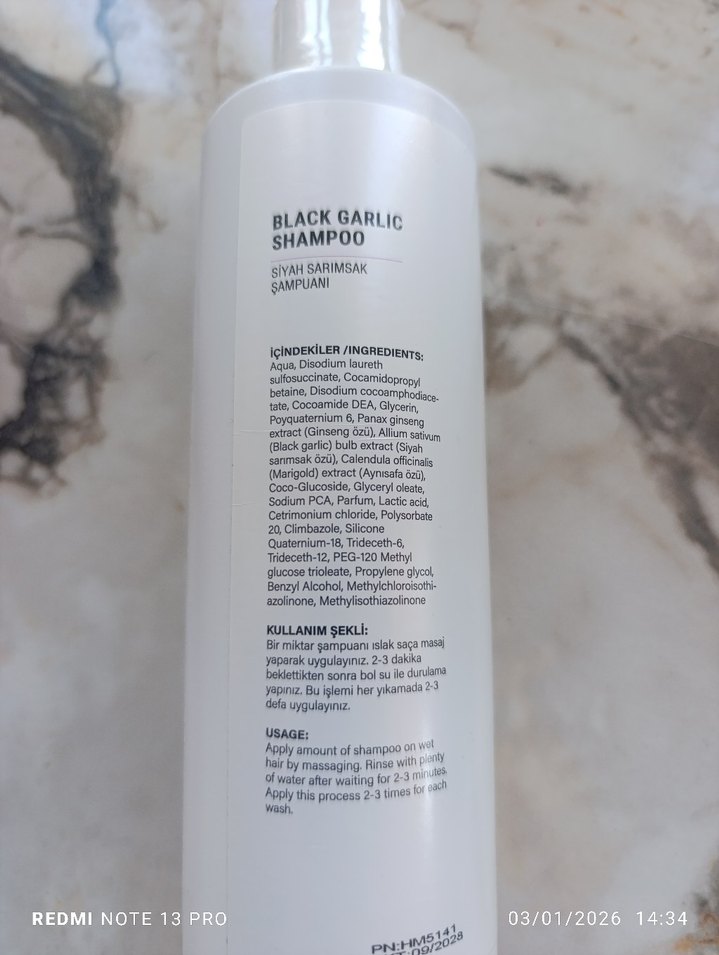 BLACK GARLIC
SHAMPOO
SİYAH SARIMSAK
ŞAMPUANI
İÇİNDEKİLER /INGREDIENTS:
Aqua, Disodium laureth
sulfosuccinate, Cocamidopropyl
betaine, Disodium cocoamphodiace-
tate, Cocoamide DEA, Glycerin,
Poyquaternium 6, Panax ginseng
extract (Ginseng özü), Allium sativum
(Black garlic) bulb extract (Siyah
sarımsak özü), Calendula officinalis
(Marigold) extract (Aynısafa özü),
Coco-Glucoside, Glyceryl oleate,
Sodium PCA, Parfum, Lactic acid,
Cetrimonium chloride, Polysorbate
20, Climbazole, Silicone
Quaternium-18, Trideceth-6,
Trideceth-12, PEG-120 Methyl
glucose trioleate, Propylene glycol,
Benzyl Alcohol, Methylchloroisothi-
azolinone, Methylisothiazolinone
KULLANIM ŞEKLİ:
Bir miktar şampuanı ıslak saça masaj
yaparak uygulayınız. 2-3 dakika
beklettikten sonra bol su ile durulama
yapınız. Bu işlemi her yıkamada 2-3
defa uygulayınız.
USAGE:
Apply amount of shampoo on wet
hair by massaging. Rinse with plenty
of water after waiting for 2-3 minutes.
Apply this process 2-3 times for each
wash.
PN:HM5141
:09/2028
REDMI NOTE 13 PRO
03/01/2026 14:34